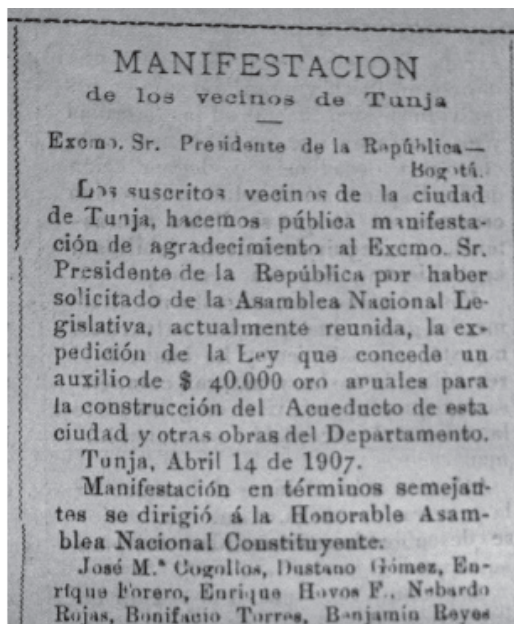 MANIFESTACION
de los vecinos de Tunja
Excmo. Sr. Presidente de la República—
Bogotá.
Los suscritos vecinos de la ciudad
de Tunja, hacemos pública manifesta-
ción de agradecimiento al Excmo. Sr.
Presidente de la República por haber
solicitado de la Asamblea Nacional Le-
gislativa, actualmente reunida, la ex-
pedición de la Ley que concede un
auxilio de $ 40.000 oro anuales para
la construcción del Acueducto de esta
ciudad y otras obras del Departamento.
Tunja, Abril 14 de 1907.
Manifestación en términos semejan-
tes se dirigió á la Honorable Asam-
blea Nacional Constituyente.
José M.ª Cogollos, Gómez, En-
rique Forero, Enrique Hoyos F., Nebardo
Rojas, Bonifacio Torres, Benjamín Reyes